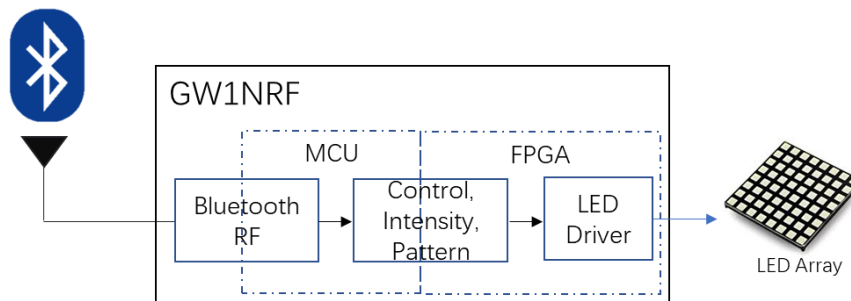 GW1NRF
MCU
FPGA
Bluetooth
RF
Control,
Intensity,
Pattern
LED
Driver
LED Array